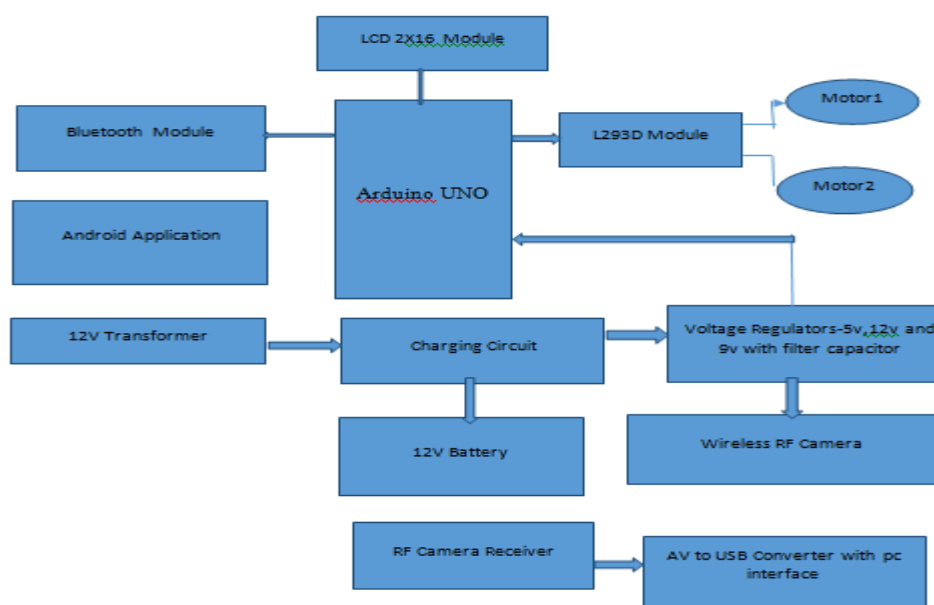 LCD 2X16 Module
Bluetooth Module
Arduino UNO
L293D Module
Motor1
Motor2
Android Application
12V Transformer
Charging Circuit
Voltage Regulators-5v,12v and
9v with filter capacitor
12V Battery
Wireless RF Camera
RF Camera Receiver
AV to USB Converter with pc
interface